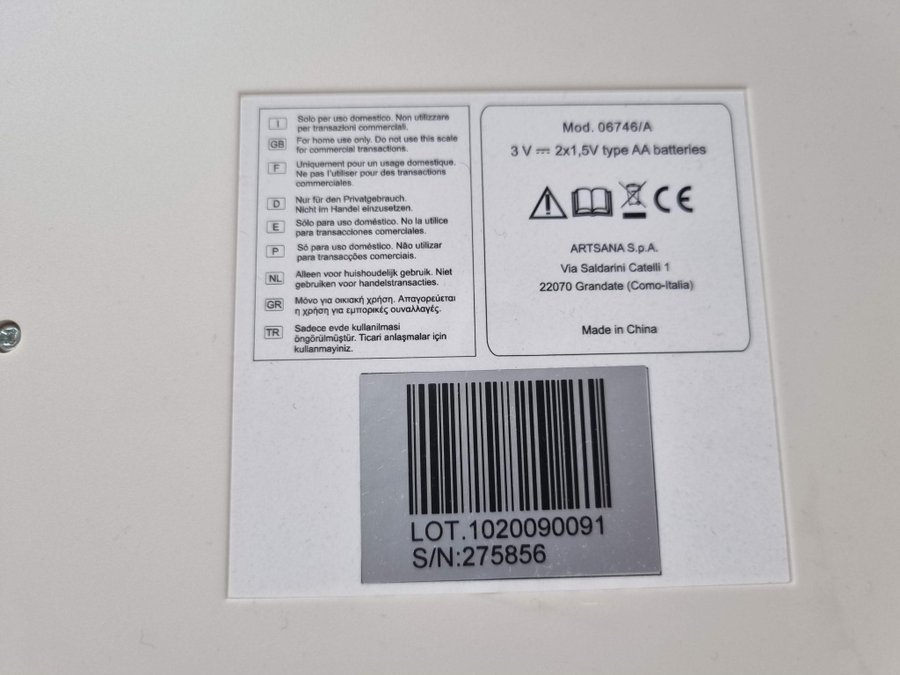 I
Solo per uso domestico. Non utilizzare
per transazioni commerciali.
GB
For home use only. Do not use this scale
for commercial transactions.
F
Uniquement pour un usage domestique.
Ne pas l'utiliser pour des transactions
commerciales.
D
Nur für den Privatgebrauch.
Nicht im Handel einzusetzen.
E
Sólo para uso doméstico. No la utilice
para transacciones comerciales.
P
Só para uso doméstico. Não utilizar
para transacções comerciais.
NL
Alleen voor huishoudelijk gebruik. Niet
gebruiken voor handelstransacties.
GR
Μόνο για οικιακή χρήση. Απαγορεύεται
η χρήση για εμπορικές συναλλαγές.
TR
Sadece evde kullanilmasi
öngörülmüştür. Ticari anlaşmalar için
kullanmayiniz.
Mod. 06746/A
3 V ⎓ 2x1,5V type AA batteries
CE
ARTSANA S.p.A.
Via Saldarini Catelli 1
22070 Grandate (Como-Italia)
Made in China
LOT.1020090091
S/N:275856